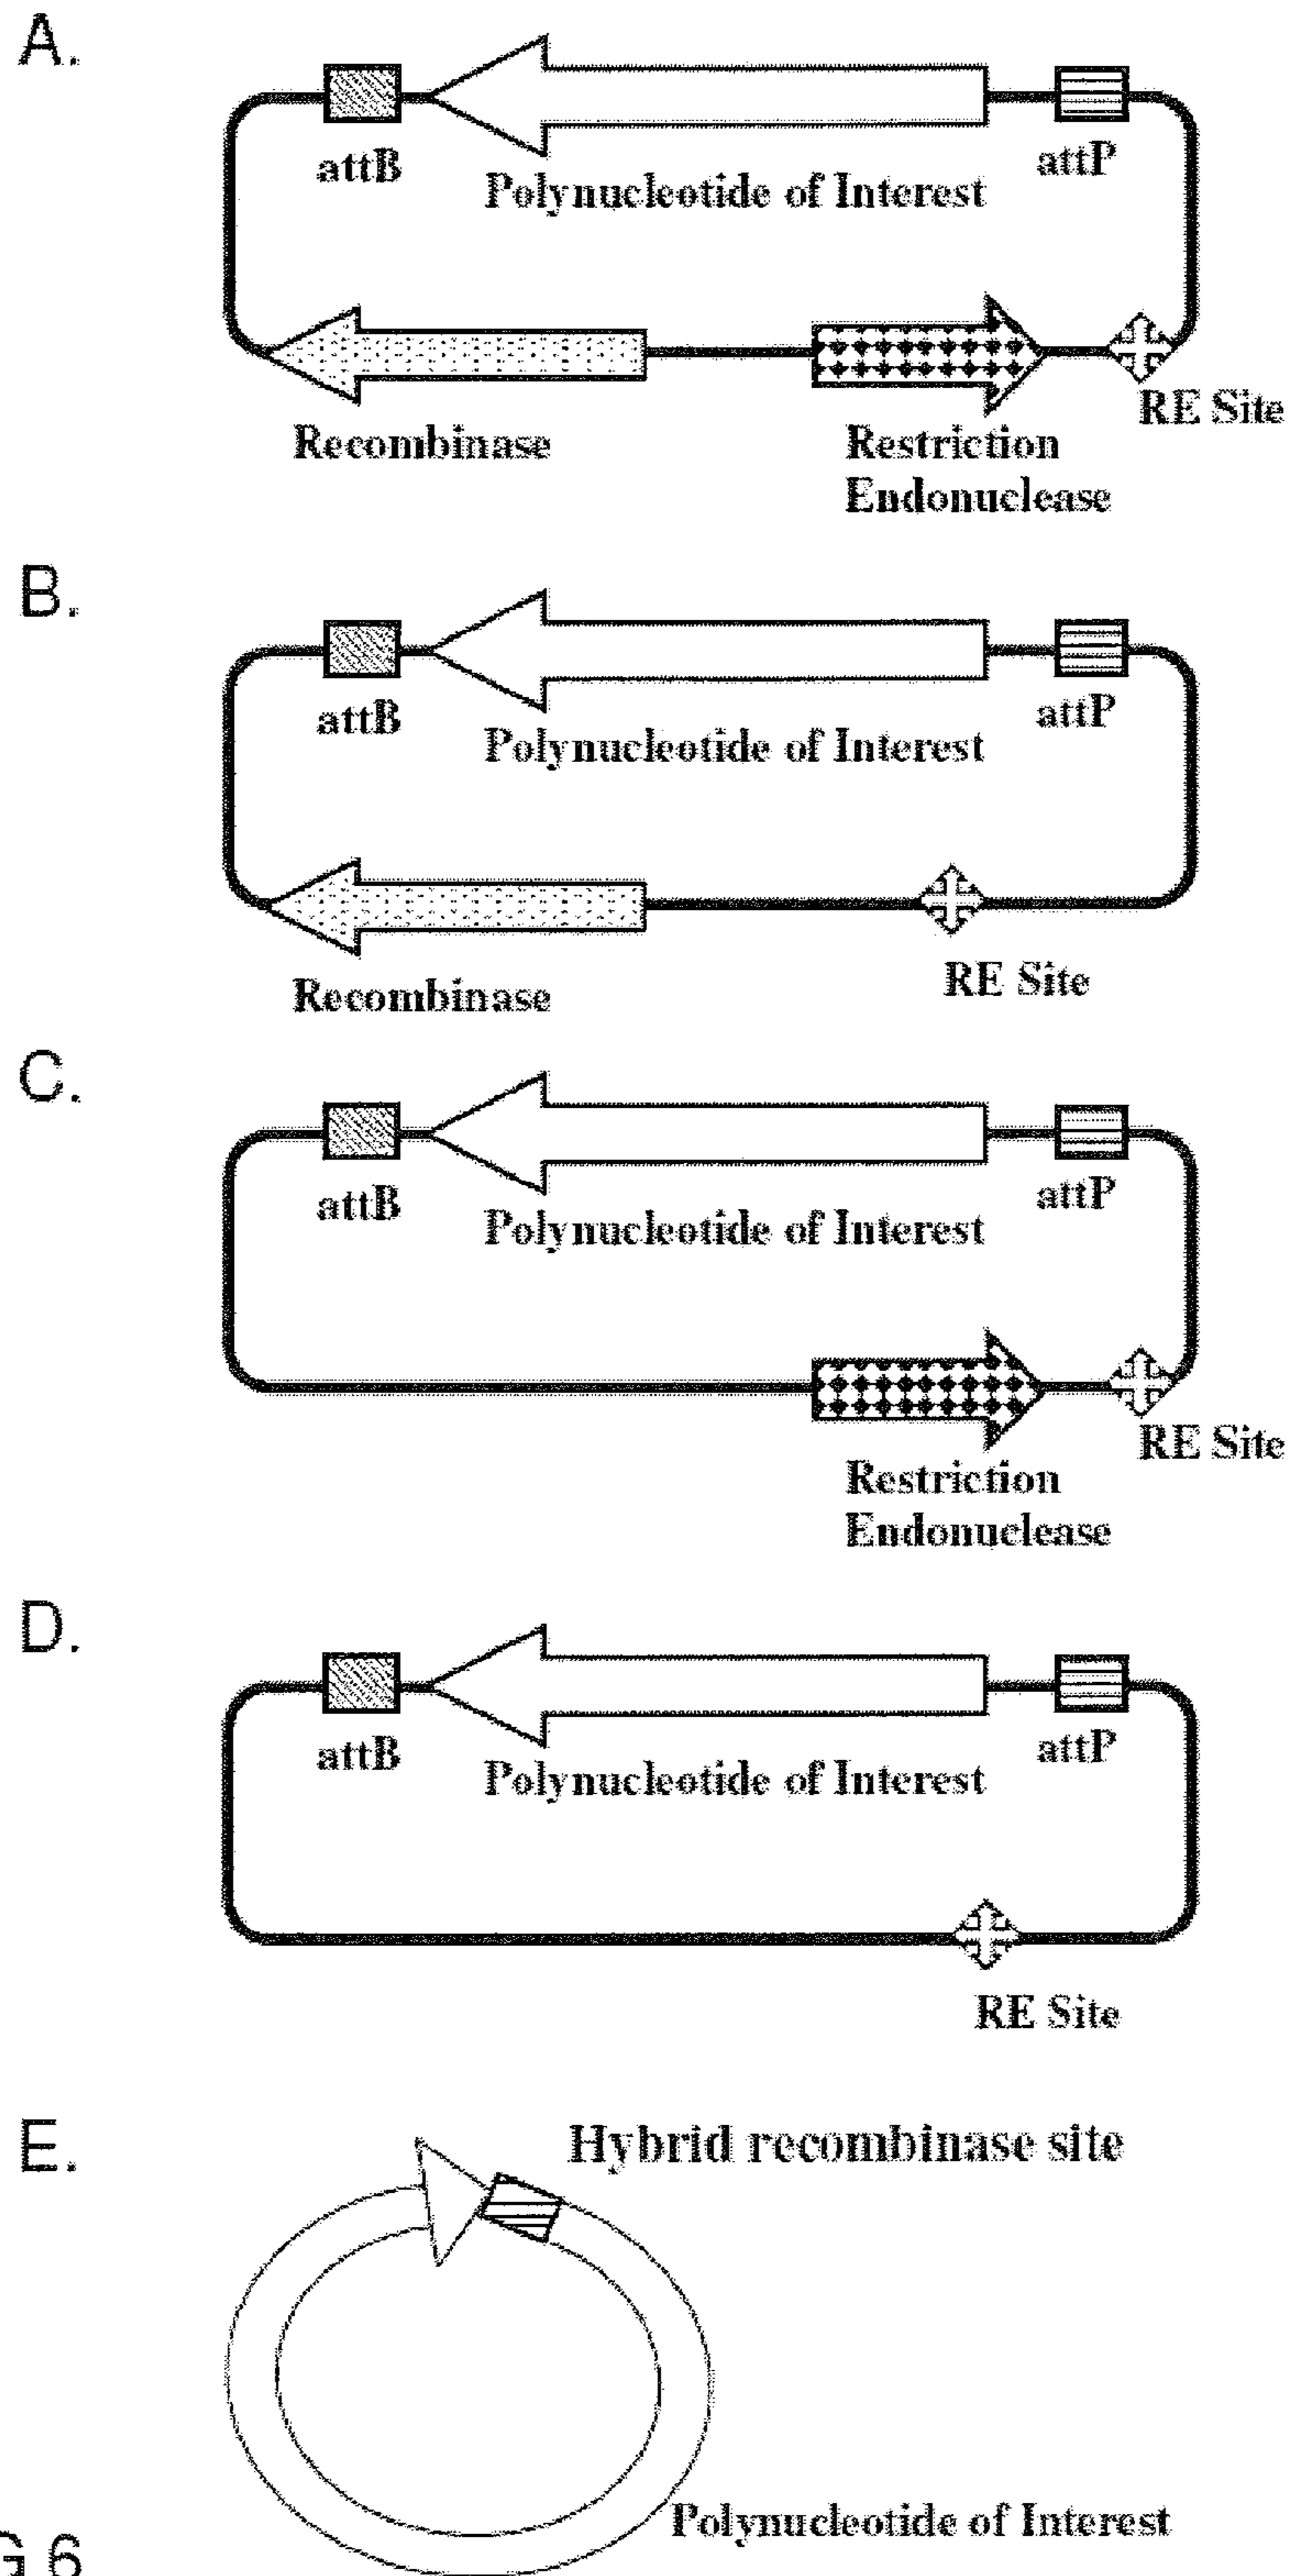 A.
attB
attP
Polynucleotide of Interest
RE Site
Recombinase
Restriction
Endonuclease
B.
attB
attP
Polynucleotide of Interest
RE Site
Recombinase
C.
attB
attP
Polynucleotide of Interest
RE Site
Restriction
Endonuclease
D.
attB
attP
Polynucleotide of Interest
RE Site
E.
Hybrid recombinase site
Polynucleotide of Interest
G.6